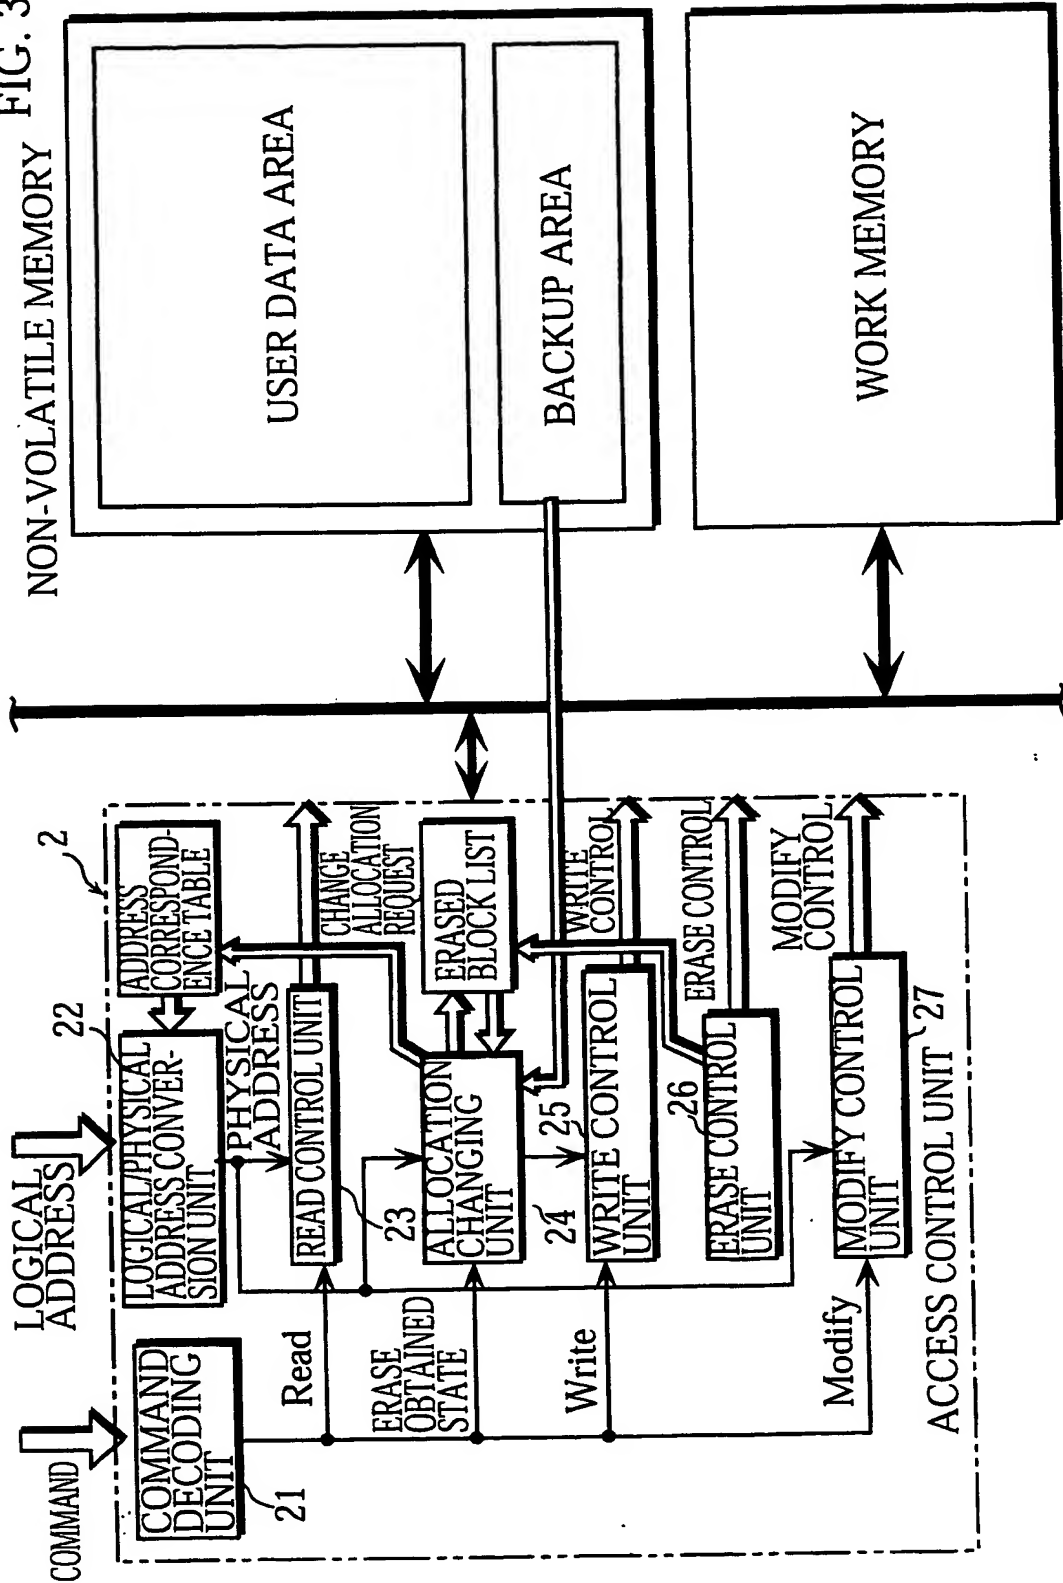 FIG. 3
NON-VOLATILE MEMORY
USER DATA AREA
BACKUP AREA
WORK MEMORY
2
ADDRESS
CORRESPOND-
ENCE TABLE
22
LOGICAL
ADDRESS
LOGICAL/PHYSICAL
ADDRESS CONVER-
SION UNIT
PHYSICAL
ADDRESS
COMMAND
COMMAND
DECODING
UNIT
21
Read
READ CONTROL UNIT
23
CHANGE
ALLOCATION
REQUEST
ERASED
BLOCK LIST
ERASE
OBTAINED
STATE
ALLOCATION
CHANGING
UNIT
24
Write
25
WRITE CONTROL
UNIT
WRITE
CONTROL
26
ERASE CONTROL
UNIT
ERASE CONTROL
Modify
MODIFY CONTROL
UNIT
27
MODIFY
CONTROL
ACCESS CONTROL UNIT